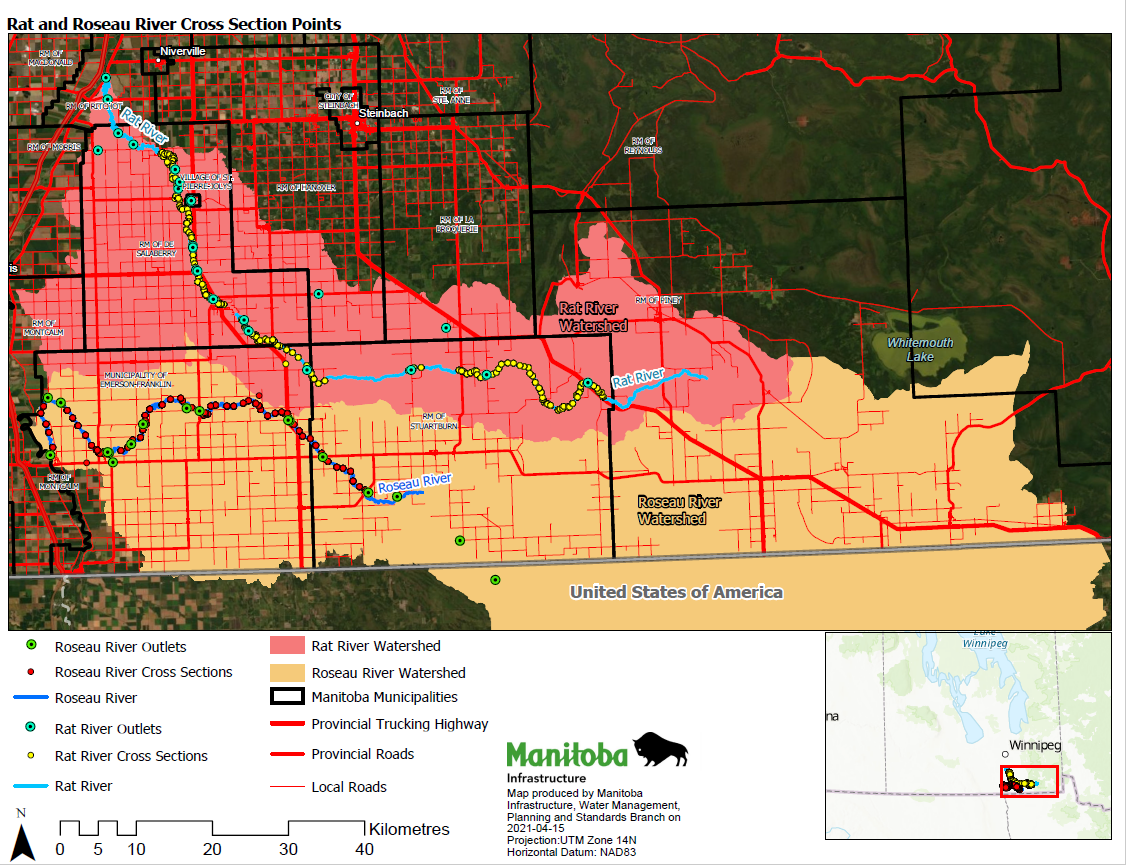 Rat and Roseau River Cross Section Points
RM OF
MACDONALD
Niverville
RM OF RITCHOT
CITY OF
STEINBACH
RM OF
STE. ANNE
Steinbach
Rat River
RM OF MORRIS
RM OF
REYNOLDS
VILLAGE OF ST.
PIERRE-JOLYS
RM OF HANOVER
RM OF LA
BROQUERIE
RM OF DE
SALABERRY
is
RM OF PINEY
Rat River
Watershed
RM OF
MONTCALM
Whitemouth
Lake
MUNICIPALITY OF
EMERSON-FRANKLIN
Rat River
RM OF
STUARTBURN
RM OF
MONTCALM
Roseau River
Roseau River
Watershed
United States of America
Roseau River Outlets
Roseau River Cross Sections
Roseau River
Rat River Outlets
Rat River Cross Sections
Rat River
Rat River Watershed
Roseau River Watershed
Manitoba Municipalities
Provincial Trucking Highway
Provincial Roads
Local Roads
N
0 5 10 20 30 40
Kilometres
Manitoba
Infrastructure
Map produced by Manitoba
Infrastructure, Water Management,
Planning and Standards Branch on
2021-04-15
Projection:UTM Zone 14N
Horizontal Datum: NAD83
Lake
Winnipeg
na
Winnipeg